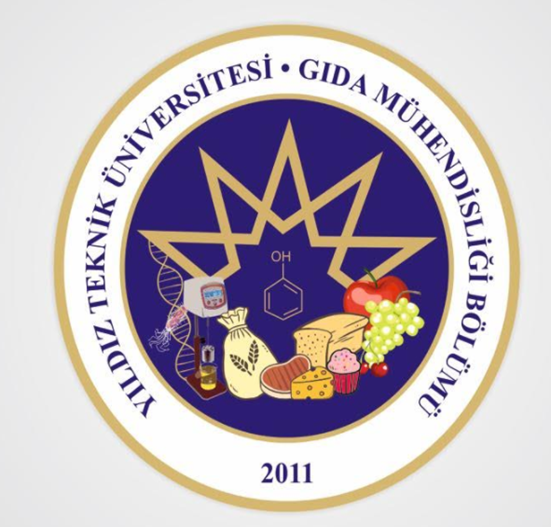 YILDIZ TEKNİK ÜNİVERSİTESİ • GIDA MÜHENDİSLİĞİ BÖLÜMÜ
OH
2011